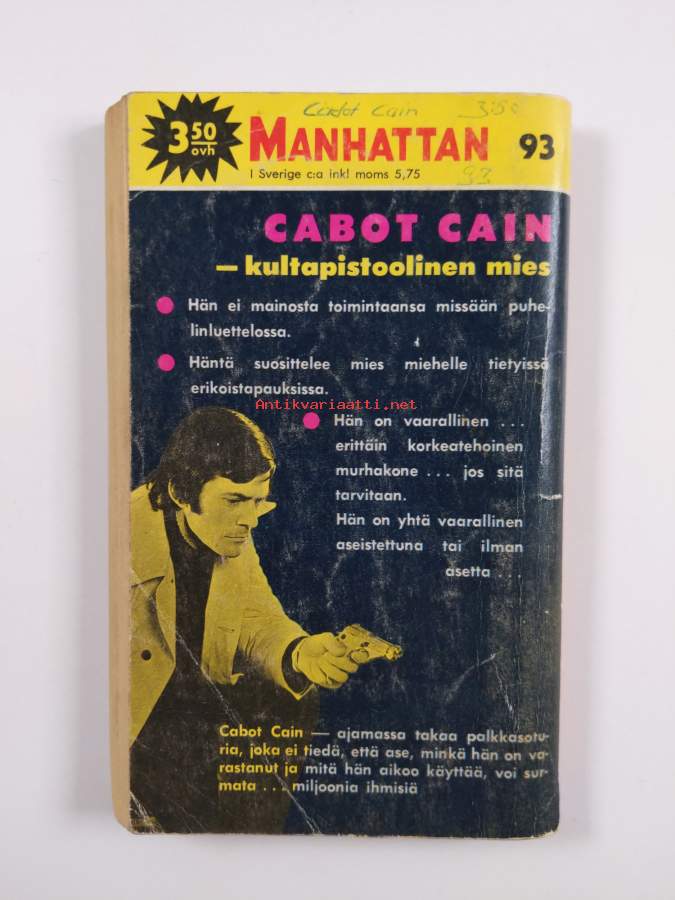 Cabot Cain 3:50
3 50 ovh
MANHATTAN 93
I Sverige c:a inkl moms 5,75
93
CABOT CAIN
— kultapistoolinen mies
● Hän ei mainosta toimintaansa missään puhe-
linluettelossa.
● Häntä suosittelee mies miehelle tietyissä
erikoistapauksissa.
Antikvariaatti.net
● Hän on vaarallinen ...
erittäin korkeatehoinen
murhakone ... jos sitä
tarvitaan.
Hän on yhtä vaarallinen
aseistettuna tai ilman
asetta ...
Cabot Cain — ajamassa takaa palkkasotu-
ria, joka ei tiedä, että ase, minkä hän on va-
rastanut ja mitä hän aikoo käyttää, voi sur-
mata ... miljoonia ihmisiä